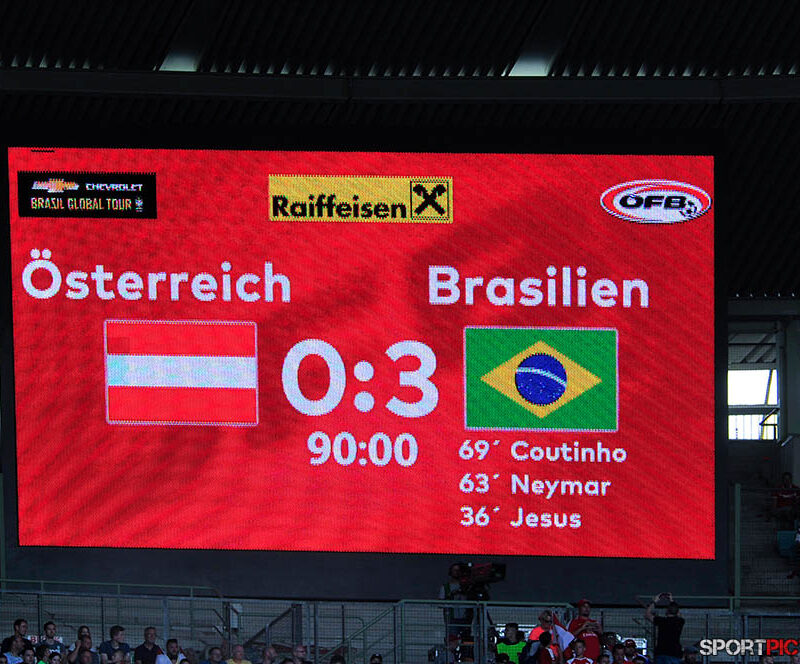 CHEVROLET
BRASIL GLOBAL TOUR
Raiffeisen
ÖFB
Österreich
Brasilien
0:3
90:00
69´ Coutinho
63´ Neymar
36´ Jesus
SPORTPIC